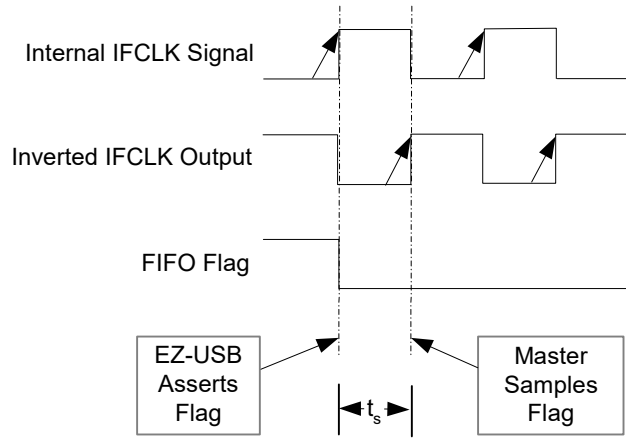 Internal IFCLK Signal
Inverted IFCLK Output
FIFO Flag
EZ-USB
Asserts
Flag
Master
Samples
Flag
ts